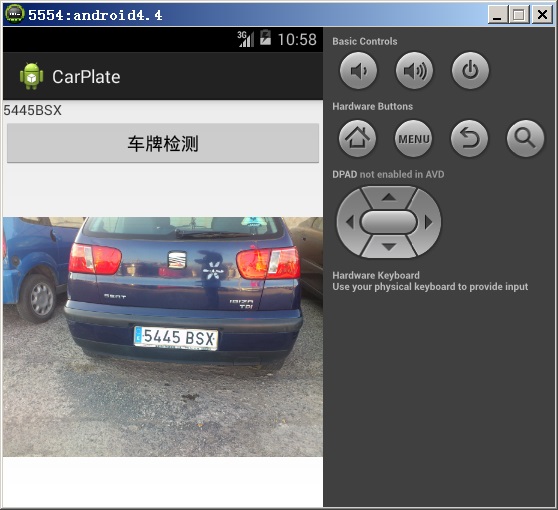 5554:android4.4
3G 10:58
CarPlate
5445BSX
车牌检测
SEAT
IBIZA
TDI
5445 BSX
Basic Controls
Hardware Buttons
MENU
DPAD not enabled in AVD
Hardware Keyboard
Use your physical keyboard to provide input